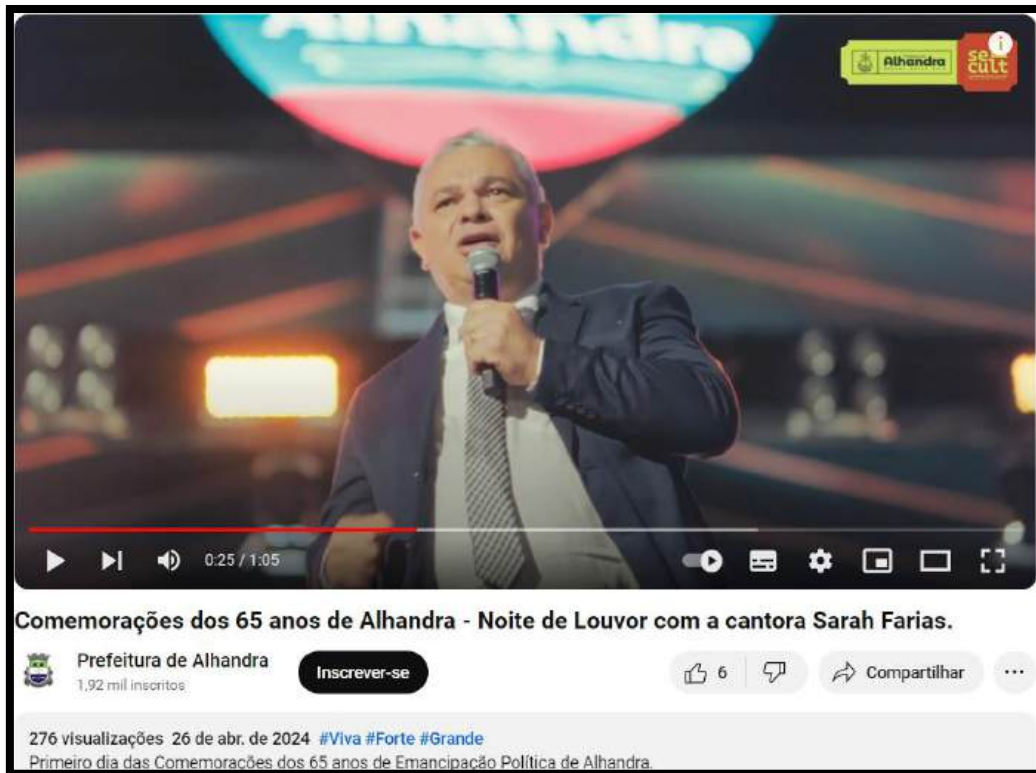 Alhandra
Alhandra
se
cult
0:25 / 1:05
Comemorações dos 65 anos de Alhandra - Noite de Louvor com a cantora Sarah Farias.
Prefeitura de Alhandra
1,92 mil inscritos
Inscrever-se
6
Compartilhar
276 visualizações 26 de abr. de 2024 #Viva #Forte #Grande
Primeiro dia das Comemorações dos 65 anos de Emancipação Política de Alhandra.